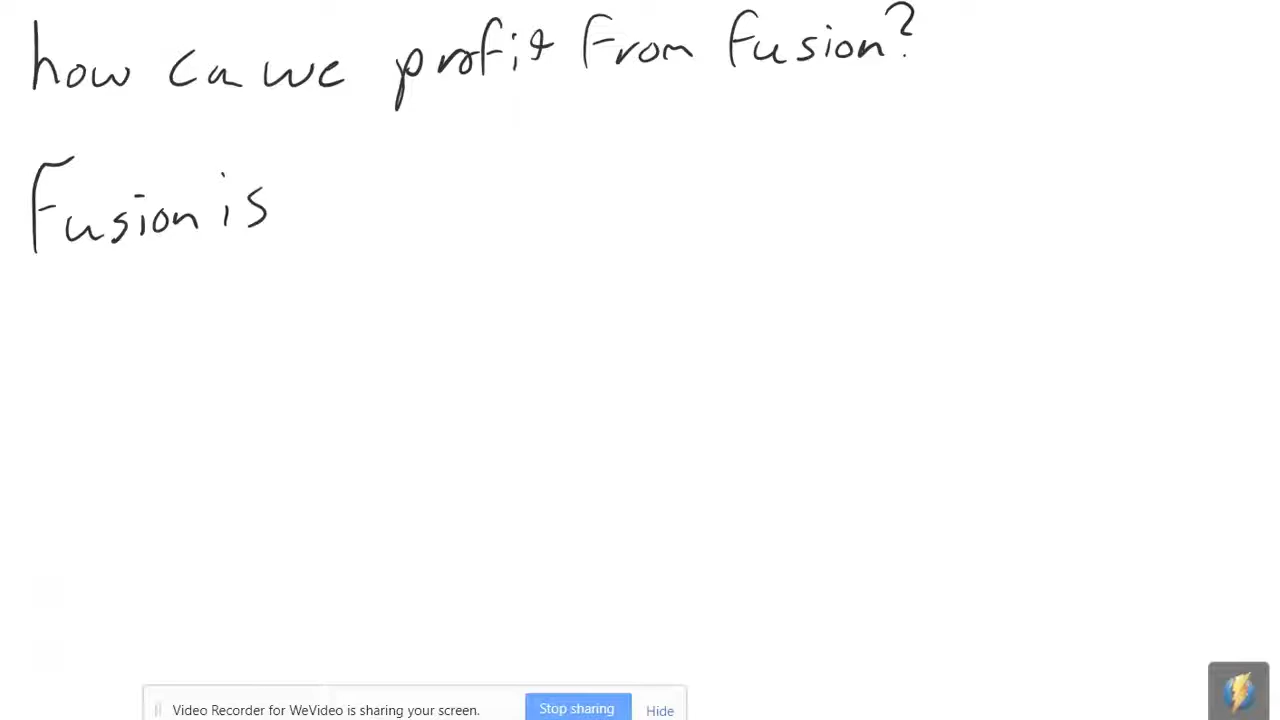 how ca we profit from fusion?
Fusion is
Video Recorder for WeVideo is sharing your screen. Stop sharing Hide